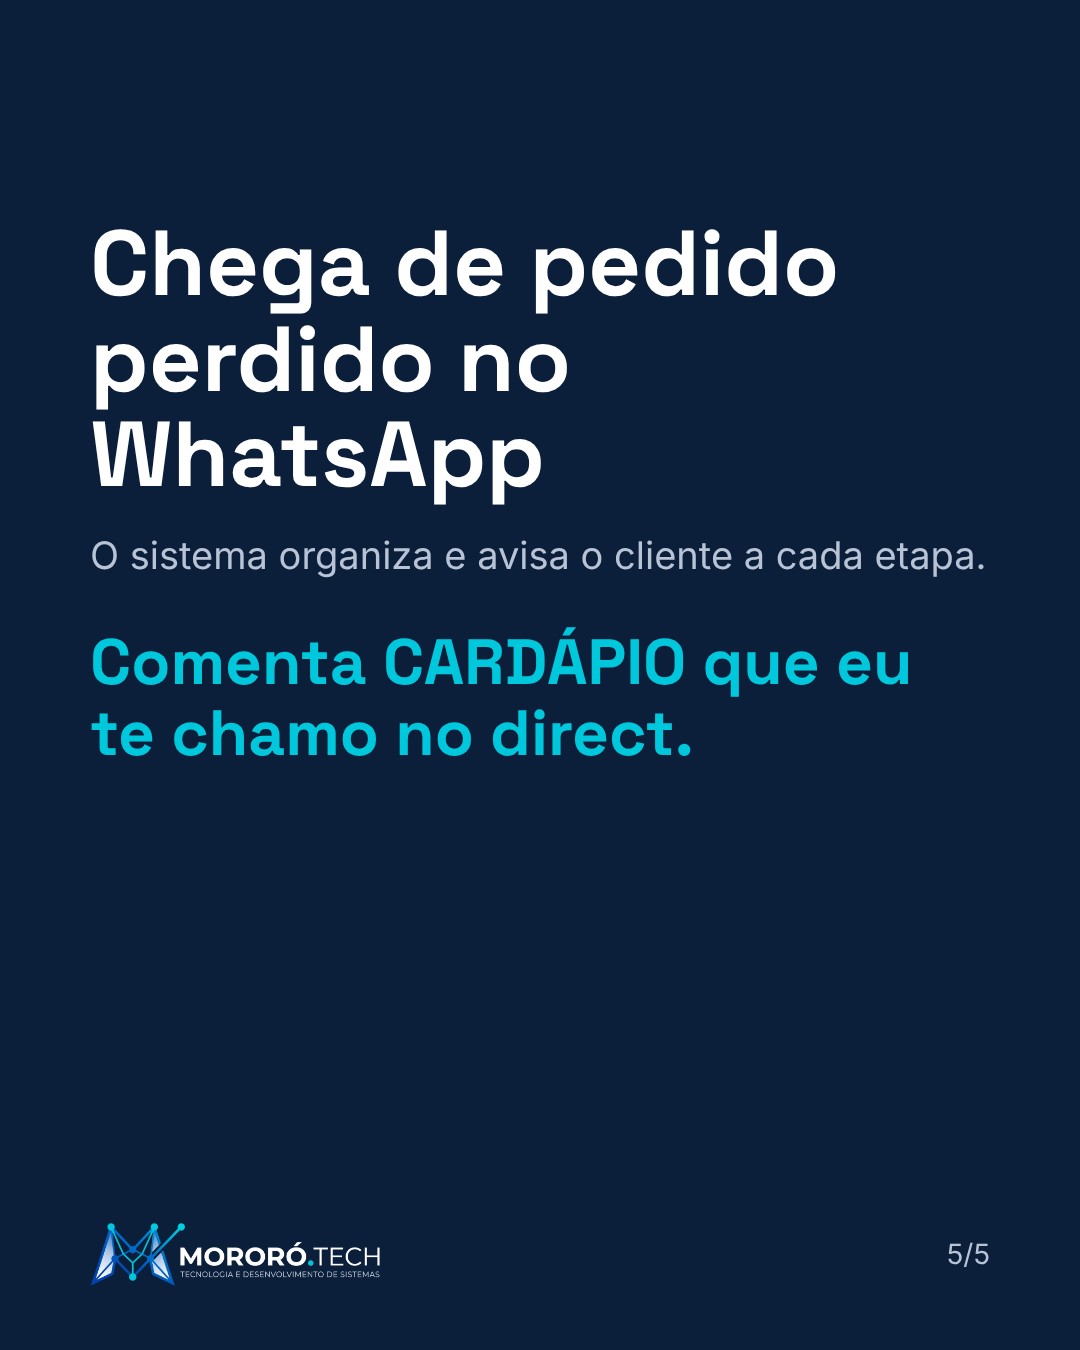 Chega de pedido
perdido no
WhatsApp
O sistema organiza e avisa o cliente a cada etapa.
Comenta CARDÁPIO que eu
te chamo no direct.
MORORÓ.TECH
TECNOLOGIA E DESENVOLVIMENTO DE SISTEMAS
5/5